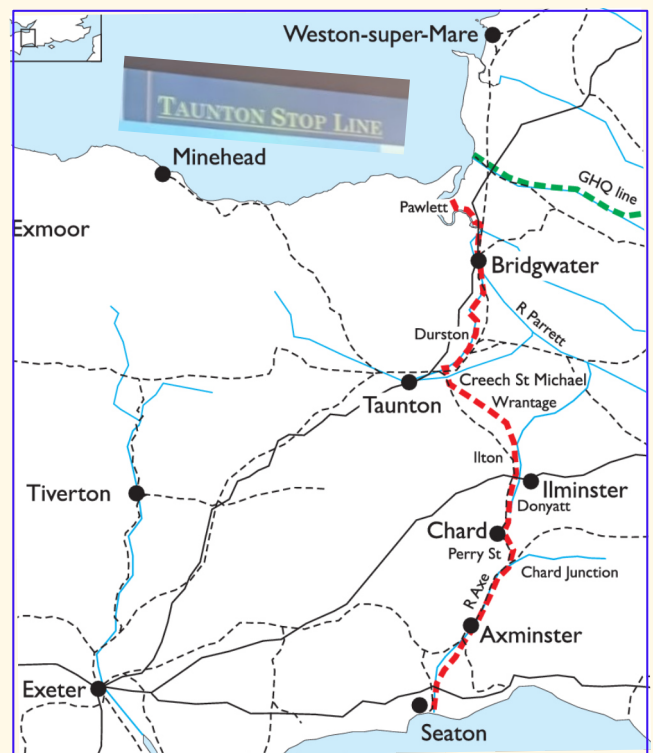 Weston-super-Mare
TAUNTON STOP LINE
Minehead
GHQ line
Pawlett
Exmoor
Bridgwater
R Parrett
Durston
Creech St Michael
Taunton
Wrantage
Ilton
Tiverton
Ilminster
Donyatt
Chard
Perry St
Chard Junction
R Axe
Axminster
Exeter
Seaton